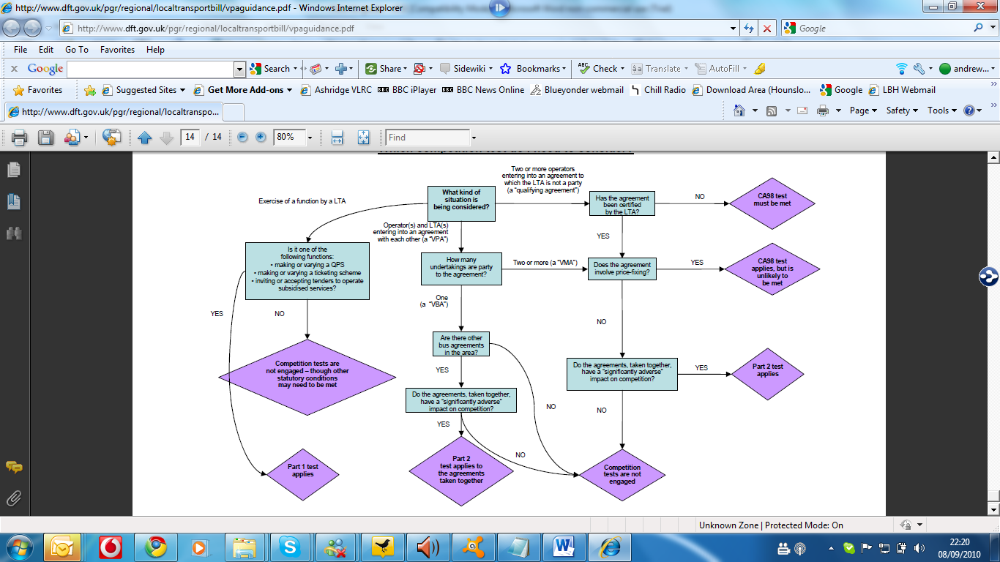 http://www.dft.gov.uk/pgr/regional/localtransportbill/vpaguidance.pdf - Windows Internet Explorer
http://www.dft.gov.uk/pgr/regional/localtransportbill/vpaguidance.pdf
Google
File Edit Go To Favorites Help
x Google Search Share Sidewiki Bookmarks Check Translate AutoFill andrew...
Favorites Suggested Sites Get More Add-ons Ashridge VLRC BBC iPlayer BBC News Online Blueyonder webmail Chill Radio Download Area (Hounslo... Google LBH Webmail
http://www.dft.gov.uk/pgr/regional/localtranspo... Page Safety Tools
14 / 14 80% Find
Two or more operators
entering into an agreement to
which the LTA is not a party
(a "qualifying agreement")
Exercise of a function by a LTA
What kind of
situation is
being considered?
Has the agreement
been certified
by the LTA?
NO
CA98 test
must be met
Operator(s) and LTA(s)
entering into an agreement
with each other (a "VPA")
YES
Is it one of the
following functions:
• making or varying a QPS
• making or varying a ticketing scheme
• inviting or accepting tenders to operate
subsidised services?
How many
undertakings are party
to the agreement?
Two or more (a "VMA")
Does the agreement
involve price-fixing?
YES
CA98 test
applies, but is
unlikely to
be met
One
(a "VBA")
YES
NO
NO
Are there other
bus agreements
in the area?
Competition tests are
not engaged – though other
statutory conditions
may need to be met
YES
Do the agreements, taken together,
have a "significantly adverse"
impact on competition?
YES
Part 2 test
applies
Do the agreements, taken together,
have a "significantly adverse"
impact on competition?
NO
NO
YES
NO
Part 1 test
applies
Part 2
test applies to
the agreements
taken together
Competition
tests are not
engaged
Unknown Zone | Protected Mode: On
22:20
08/09/2010